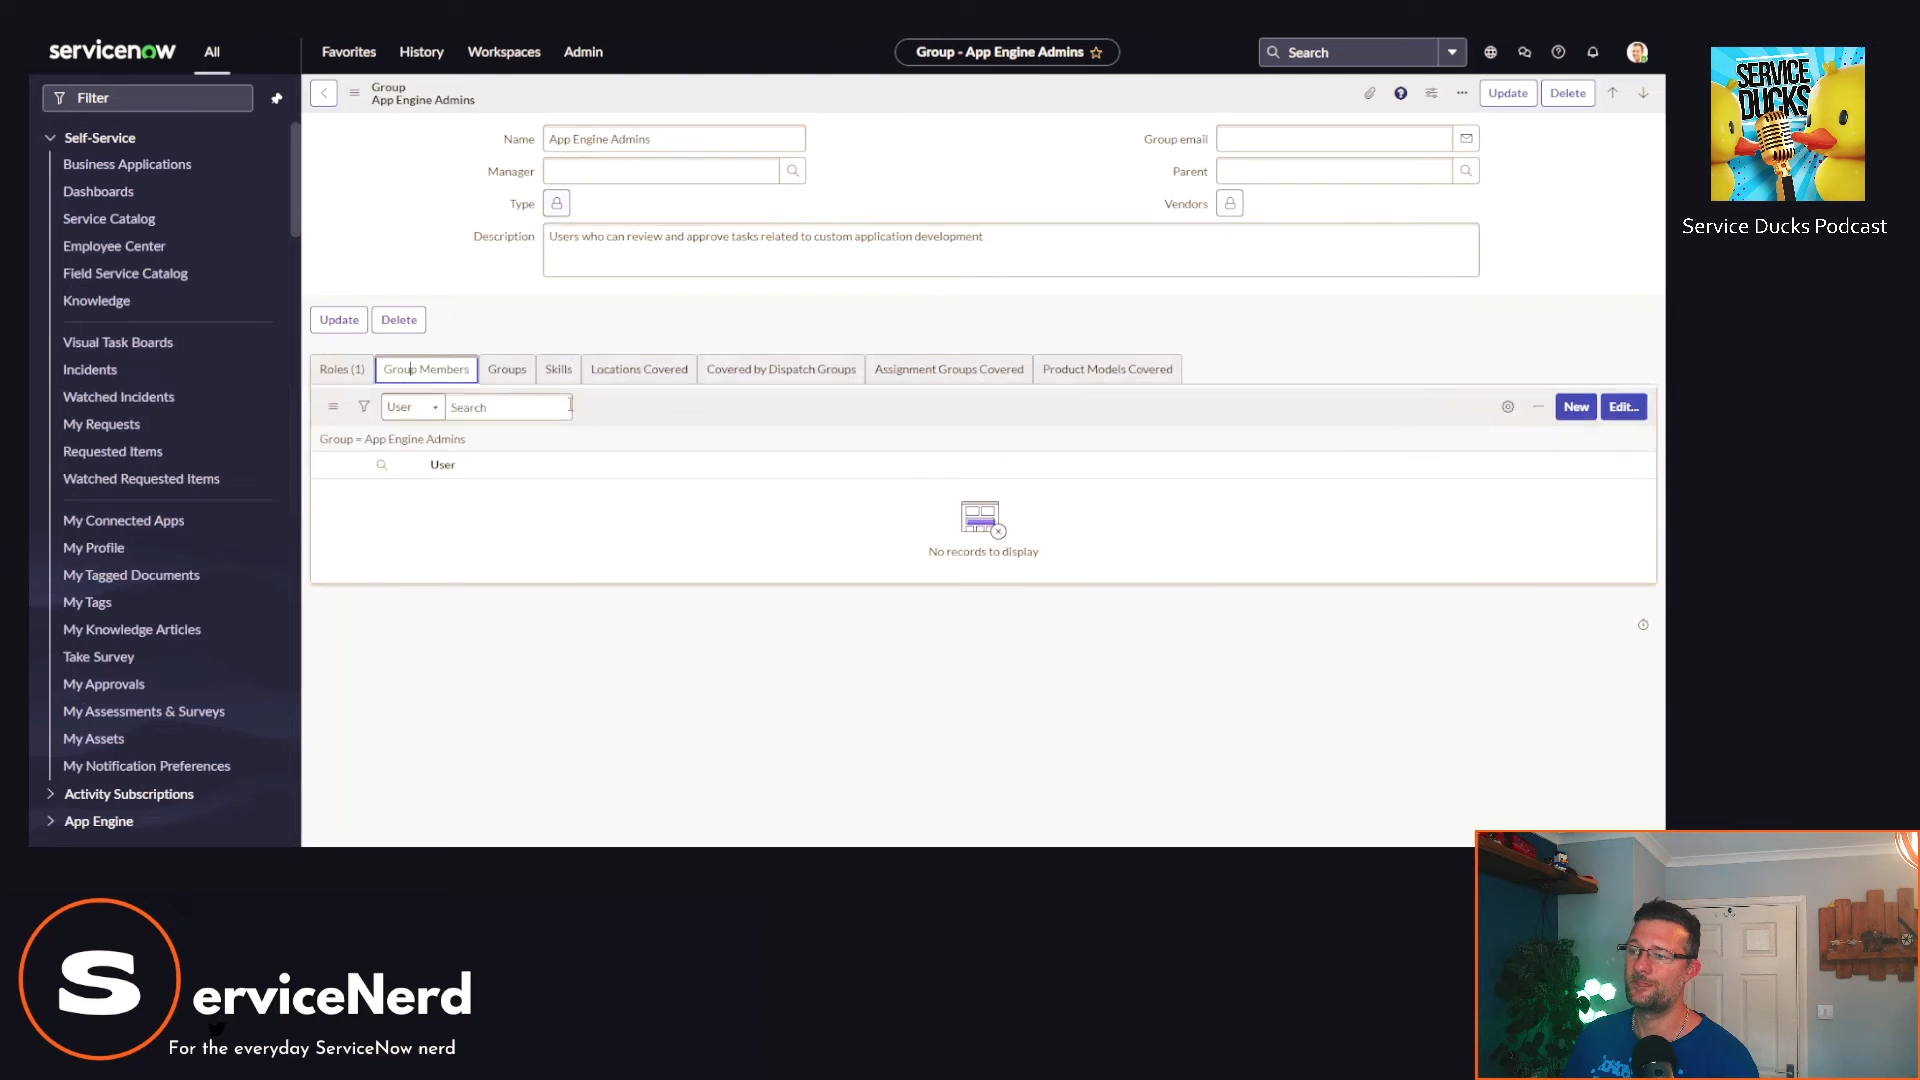 servicenow
All
Favorites
History
Workspaces
Admin
Group - App Engine Admins
Search
Filter
Self-Service
Business Applications
Dashboards
Service Catalog
Employee Center
Field Service Catalog
Knowledge
Visual Task Boards
Incidents
Watched Incidents
My Requests
Requested Items
Watched Requested Items
My Connected Apps
My Profile
My Tagged Documents
My Tags
My Knowledge Articles
Take Survey
My Approvals
My Assessments & Surveys
My Assets
My Notification Preferences
Activity Subscriptions
App Engine
Group
App Engine Admins
Update
Delete
Name
App Engine Admins
Group email
Manager
Parent
Type
Vendors
Description
Users who can review and approve tasks related to custom application development
Update
Delete
Roles (1)
Group Members
Groups
Skills
Locations Covered
Covered by Dispatch Groups
Assignment Groups Covered
Product Models Covered
User
Search
New
Edit...
Group = App Engine Admins
User
No records to display
SERVICE
DUCKS
Service Ducks Podcast
S
erviceNerd
For the everyday ServiceNow nerd